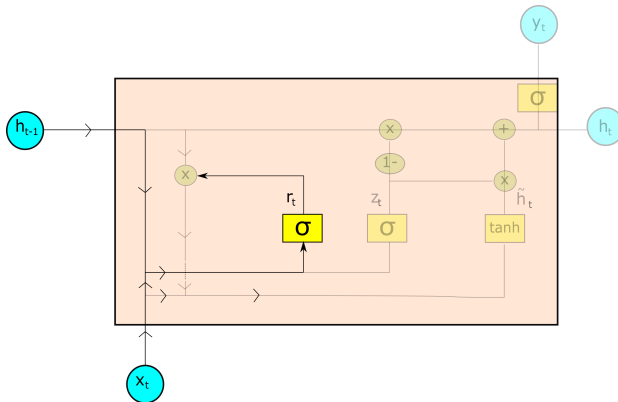 yₜ
σ
hₜ₋₁
x
+
hₜ
1-
x
x
rₜ
zₜ
h̃ₜ
σ
σ
tanh
xₜ